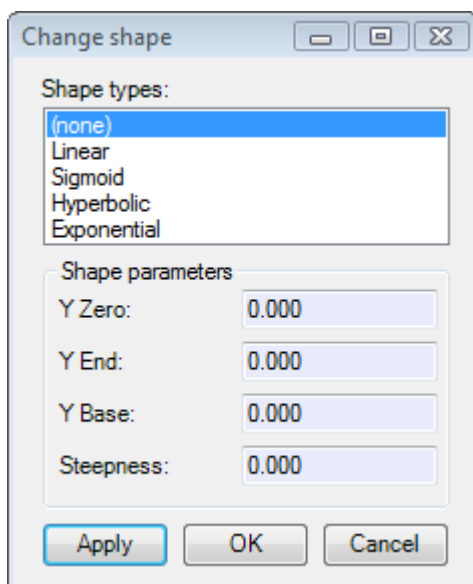 Change shape
Shape types:
(none)
Linear
Sigmoid
Hyperbolic
Exponential
Shape parameters
Y Zero: 0.000
Y End: 0.000
Y Base: 0.000
Steepness: 0.000
Apply OK Cancel